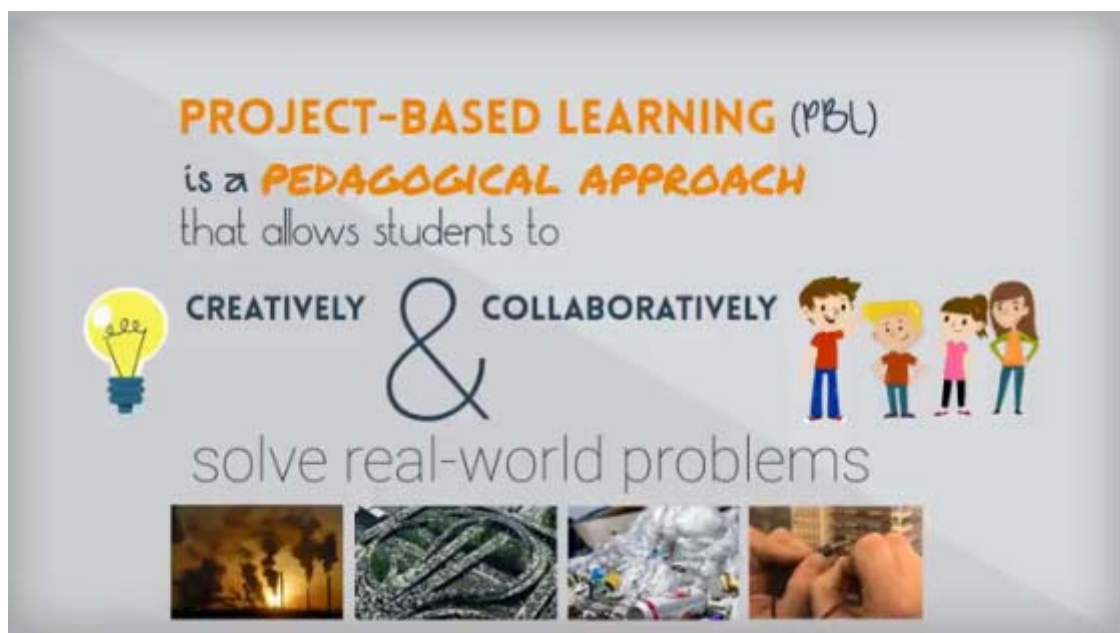 PROJECT-BASED LEARNING (PBL)
is a PEDAGOGICAL APPROACH
that allows students to
CREATIVELY & COLLABORATIVELY
solve real-world problems